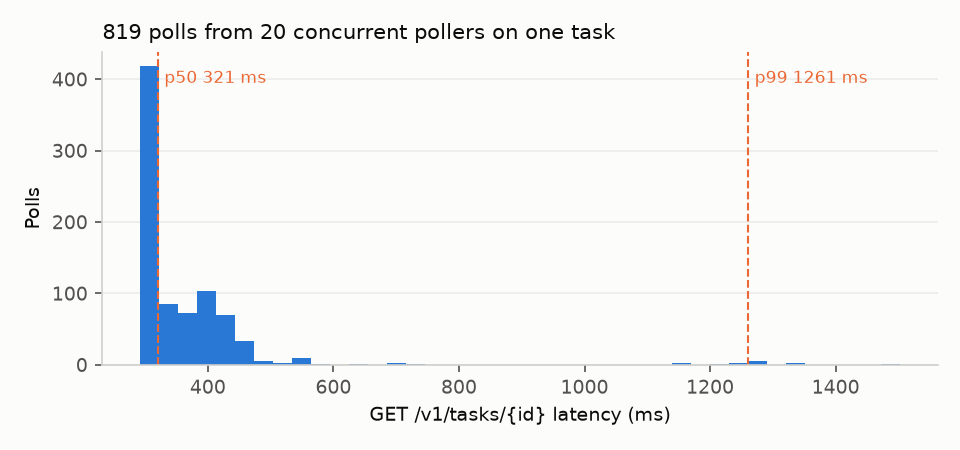 819 polls from 20 concurrent pollers on one task
p50 321 ms
p99 1261 ms
400
300
200
100
0
Polls
400
600
800
1000
1200
1400
GET /v1/tasks/{id} latency (ms)